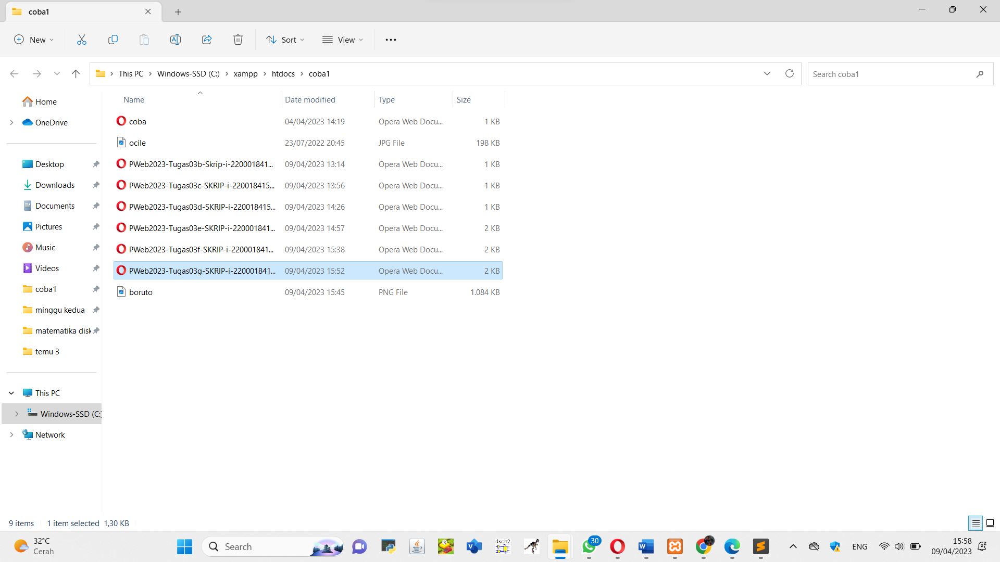 coba1
New
Sort
View
This PC > Windows-SSD (C:) > xampp > htdocs > coba1
Search coba1
Home
OneDrive
Desktop
Downloads
Documents
Pictures
Music
Videos
coba1
minggu kedua
matematika disk
temu 3
This PC
Windows-SSD (C:)
Network
Name Date modified Type Size
coba 04/04/2023 14:19 Opera Web Docu... 1 KB
ocile 23/07/2022 20:45 JPG File 198 KB
PWeb2023-Tugas03b-Skrip-i-220001841... 09/04/2023 13:14 Opera Web Docu... 1 KB
PWeb2023-Tugas03c-SKRIP-i-220018415... 09/04/2023 13:56 Opera Web Docu... 1 KB
PWeb2023-Tugas03d-SKRIP-i-220018415... 09/04/2023 14:26 Opera Web Docu... 1 KB
PWeb2023-Tugas03e-SKRIP-i-220001841... 09/04/2023 14:57 Opera Web Docu... 2 KB
PWeb2023-Tugas03f-SKRIP-i-220001841... 09/04/2023 15:38 Opera Web Docu... 2 KB
PWeb2023-Tugas03g-SKRIP-i-220001841... 09/04/2023 15:52 Opera Web Docu... 2 KB
boruto 09/04/2023 15:45 PNG File 1.084 KB
9 items 1 item selected 1,30 KB
32°C
Cerah
Search
dsch2
30
ENG
15:58
09/04/2023